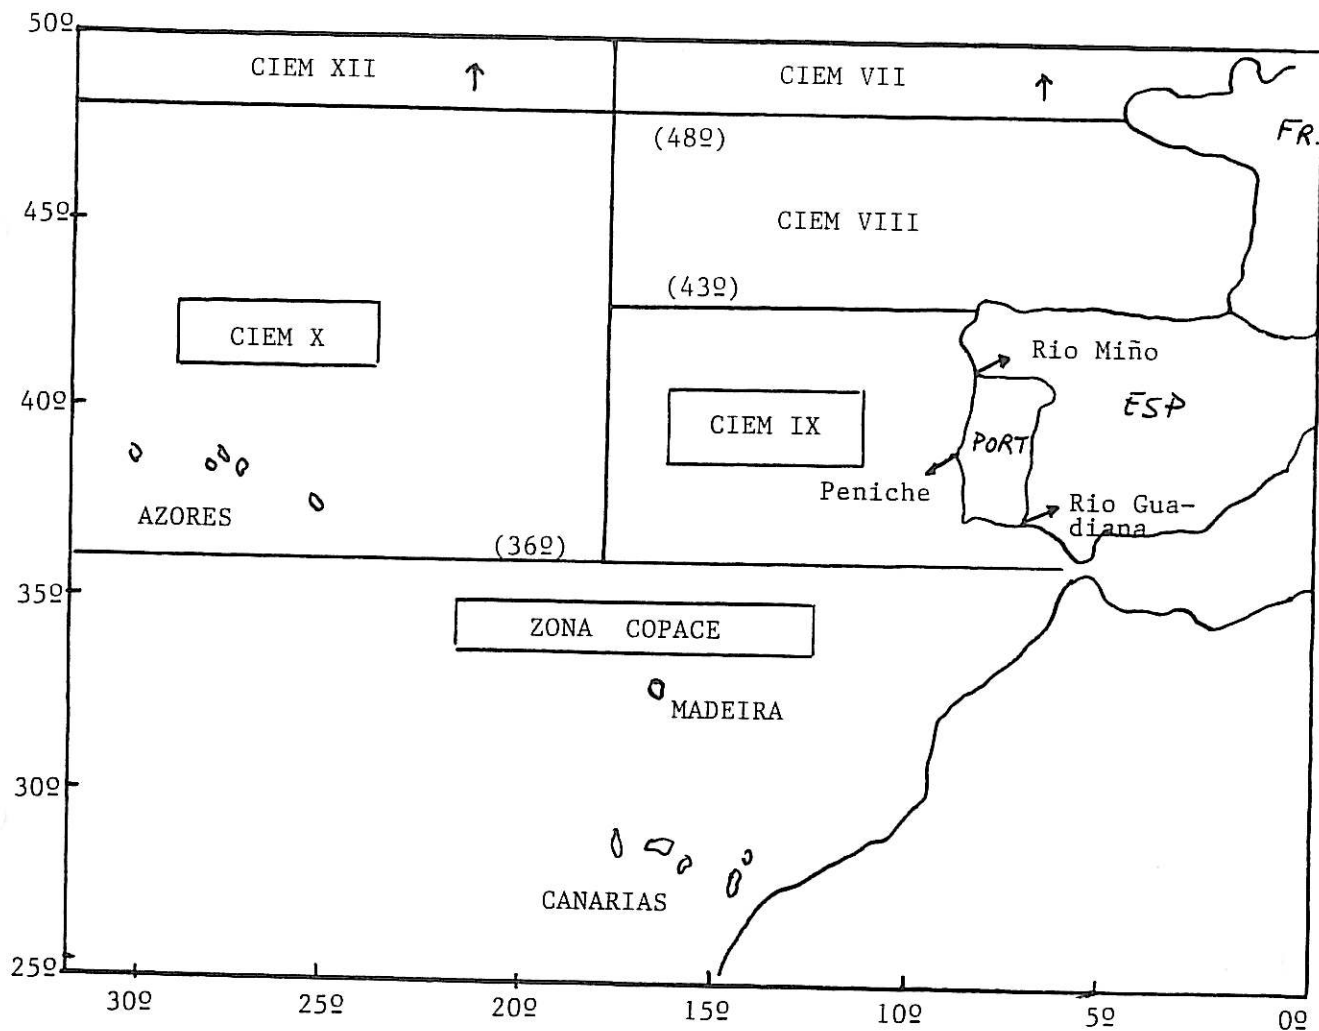 50º
CIEM XII
CIEM VII
(48º)
FR.
45º
CIEM VIII
(43º)
CIEM X
Rio Miño
40º
CIEM IX
ESP
PORT
Peniche
AZORES
Rio Gua-
diana
(36º)
35º
ZONA COPACE
MADEIRA
30º
CANARIAS
25º
30º 25º 20º 15º 10º 5º 0º